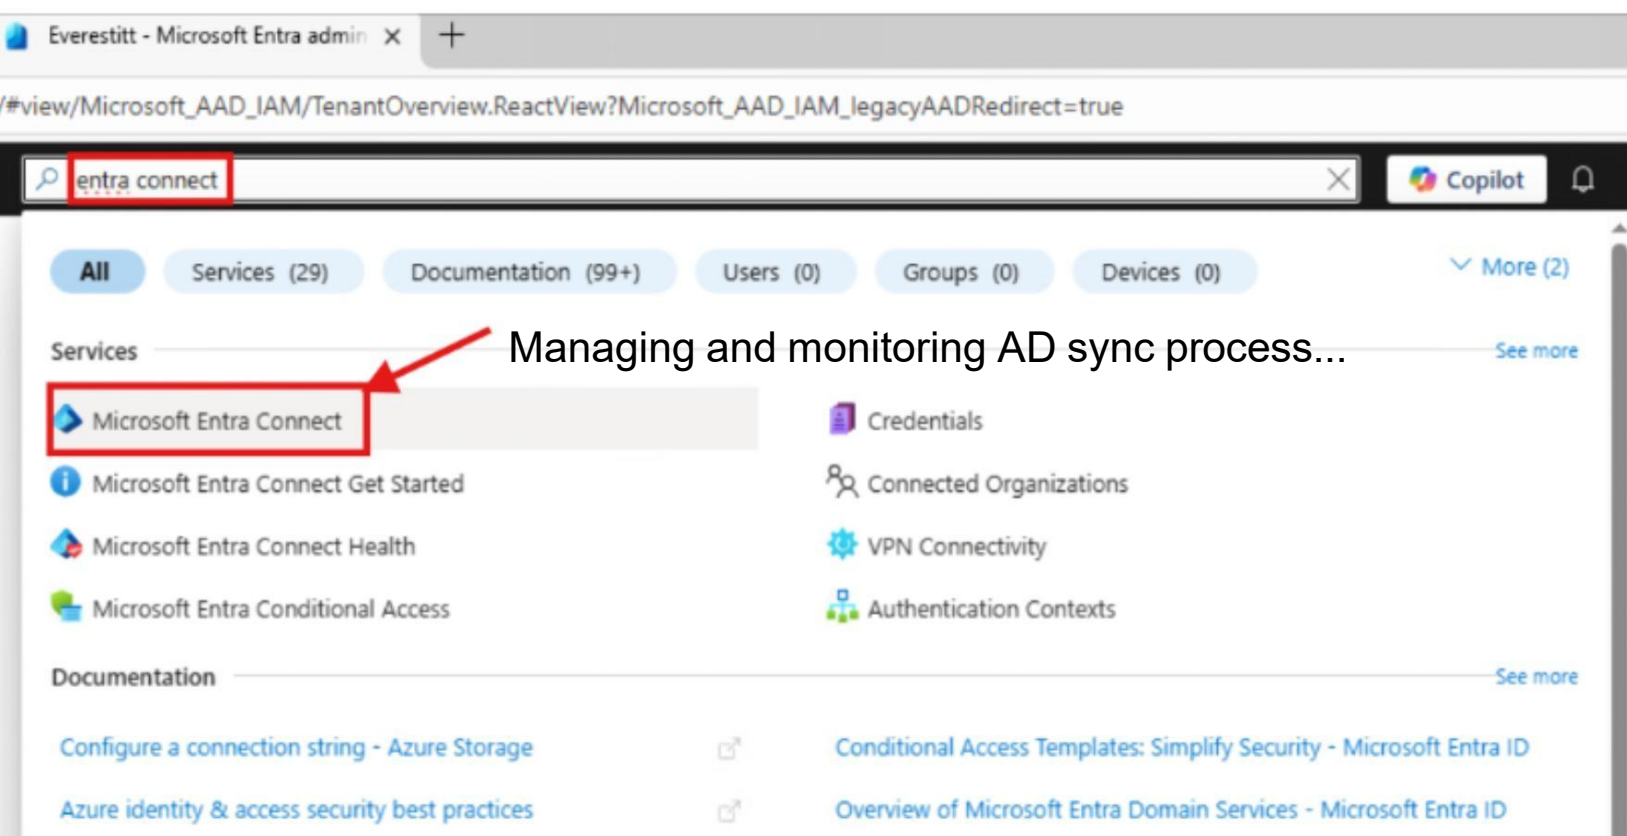 Everestitt - Microsoft Entra admin
/#view/Microsoft_AAD_IAM/TenantOverview.ReactView?Microsoft_AAD_IAM_legacyAADRedirect=true
entra connect
Copilot
All Services (29) Documentation (99+) Users (0) Groups (0) Devices (0) More (2)
Managing and monitoring AD sync process...
Services See more
Microsoft Entra Connect Credentials
Microsoft Entra Connect Get Started Connected Organizations
Microsoft Entra Connect Health VPN Connectivity
Microsoft Entra Conditional Access Authentication Contexts
Documentation See more
Configure a connection string - Azure Storage Conditional Access Templates: Simplify Security - Microsoft Entra ID
Azure identity & access security best practices Overview of Microsoft Entra Domain Services - Microsoft Entra ID